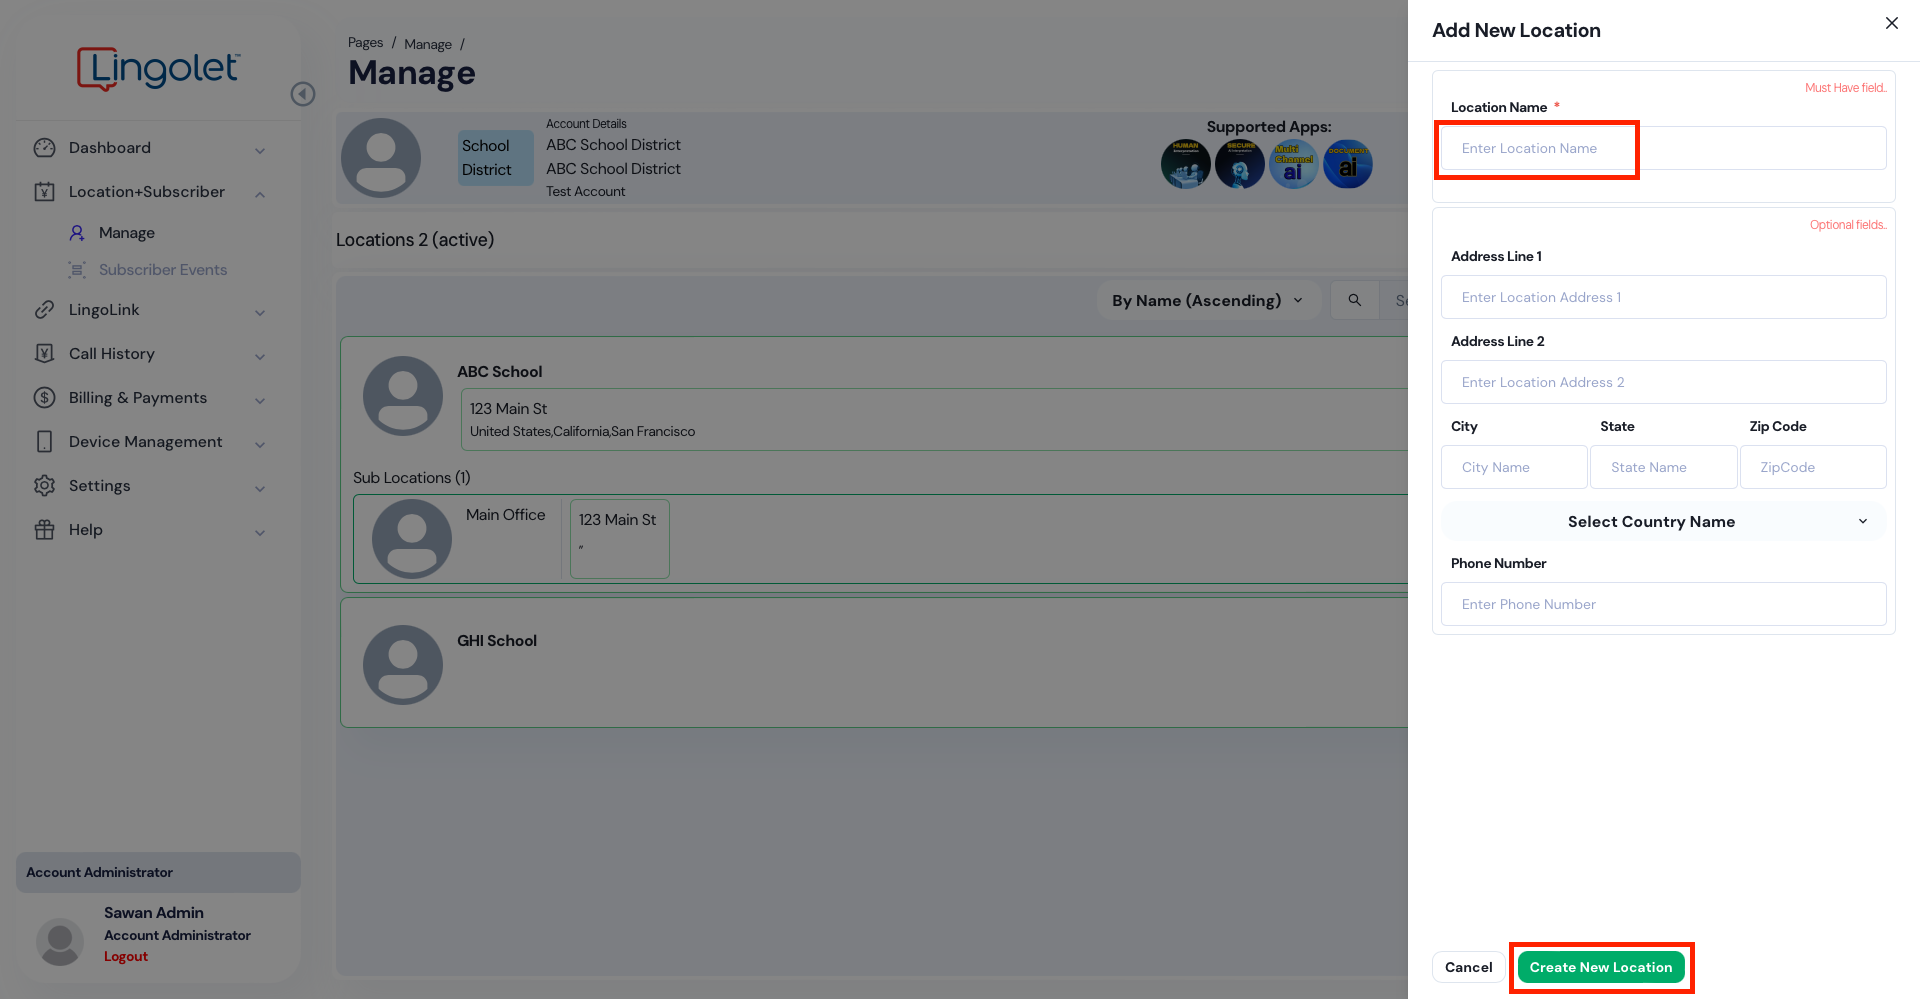 Lingolet™
Dashboard
Location+Subscriber
Manage
Subscriber Events
LingoLink
Call History
Billing & Payments
Device Management
Settings
Help
Account Administrator
Sawan Admin
Account Administrator
Logout
Pages / Manage /
Manage
School
District
Account Details
ABC School District
ABC School District
Test Account
Supported Apps:
HUMAN
Interpretation
SECURE
AI Interpretation
Multi
Channel
ai
DOCUMENT
ai
Locations 2 (active)
By Name (Ascending)
Se
ABC School
123 Main St
United States,California,San Francisco
Sub Locations (1)
Main Office
123 Main St
,,
GHI School
Add New Location
Must Have field..
Location Name *
Enter Location Name
Optional fields..
Address Line 1
Enter Location Address 1
Address Line 2
Enter Location Address 2
City State Zip Code
City Name State Name ZipCode
Select Country Name
Phone Number
Enter Phone Number
Cancel
Create New Location